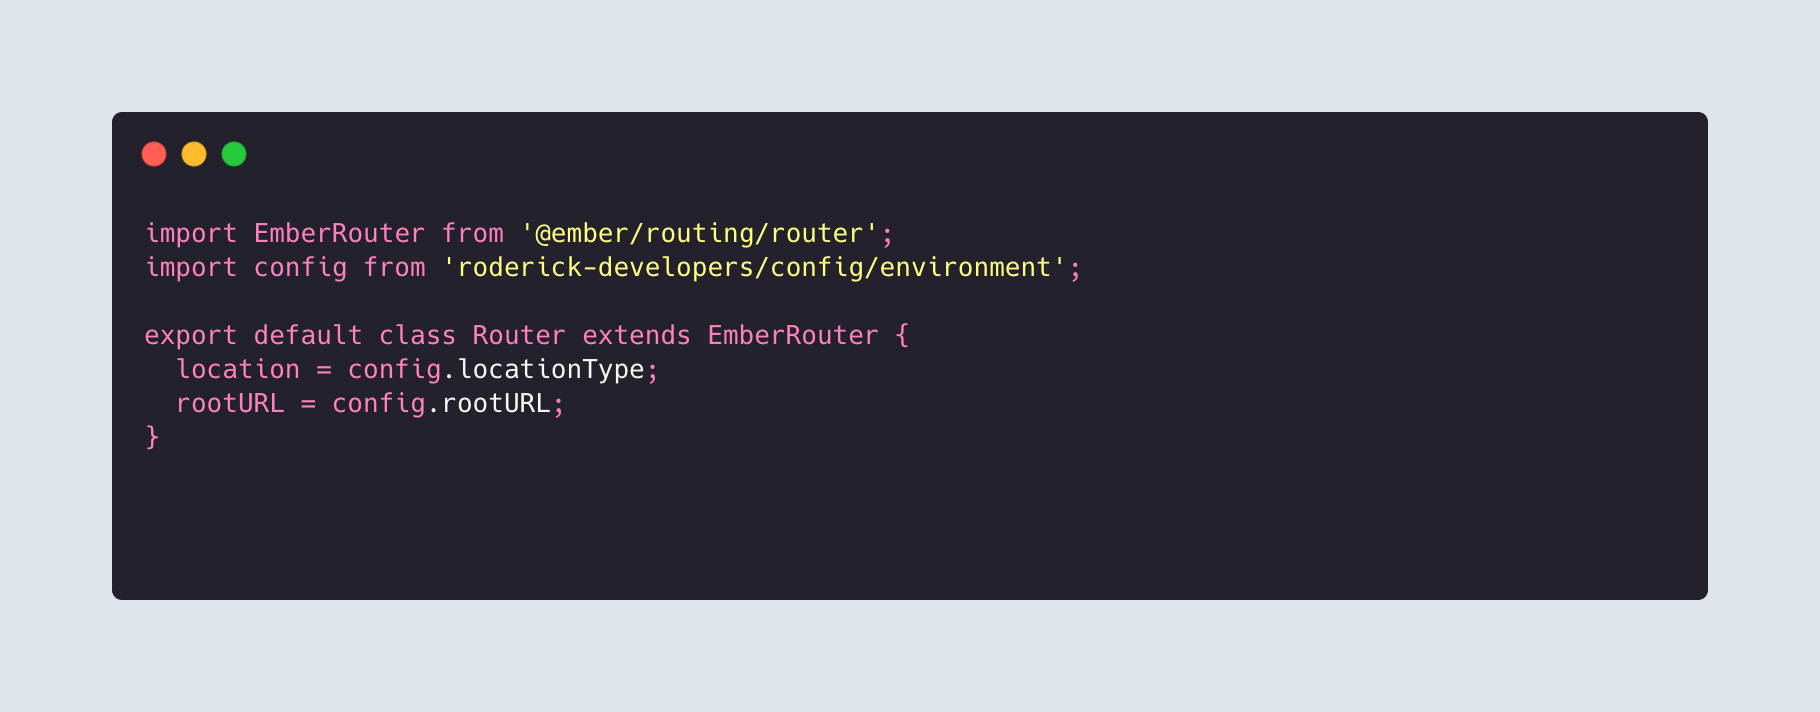 import EmberRouter from '@ember/routing/router';
import config from 'roderick-developers/config/environment';

export default class Router extends EmberRouter {
  location = config.locationType;
  rootURL = config.rootURL;
}